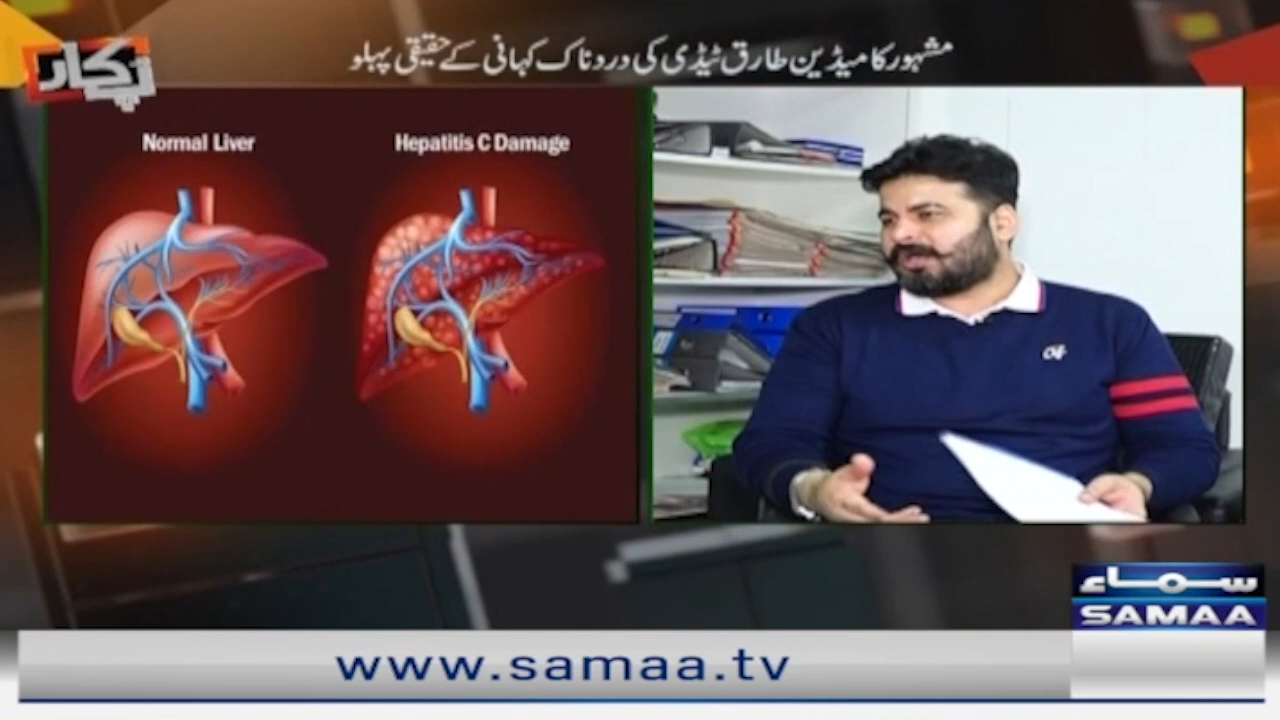 مشہور کامیڈین طارق ٹیڈی کی دردناک کہانی کے حقیقی پہلو
پکار
Normal Liver
Hepatitis C Damage
سماء
SAMAA
www.samaa.tv